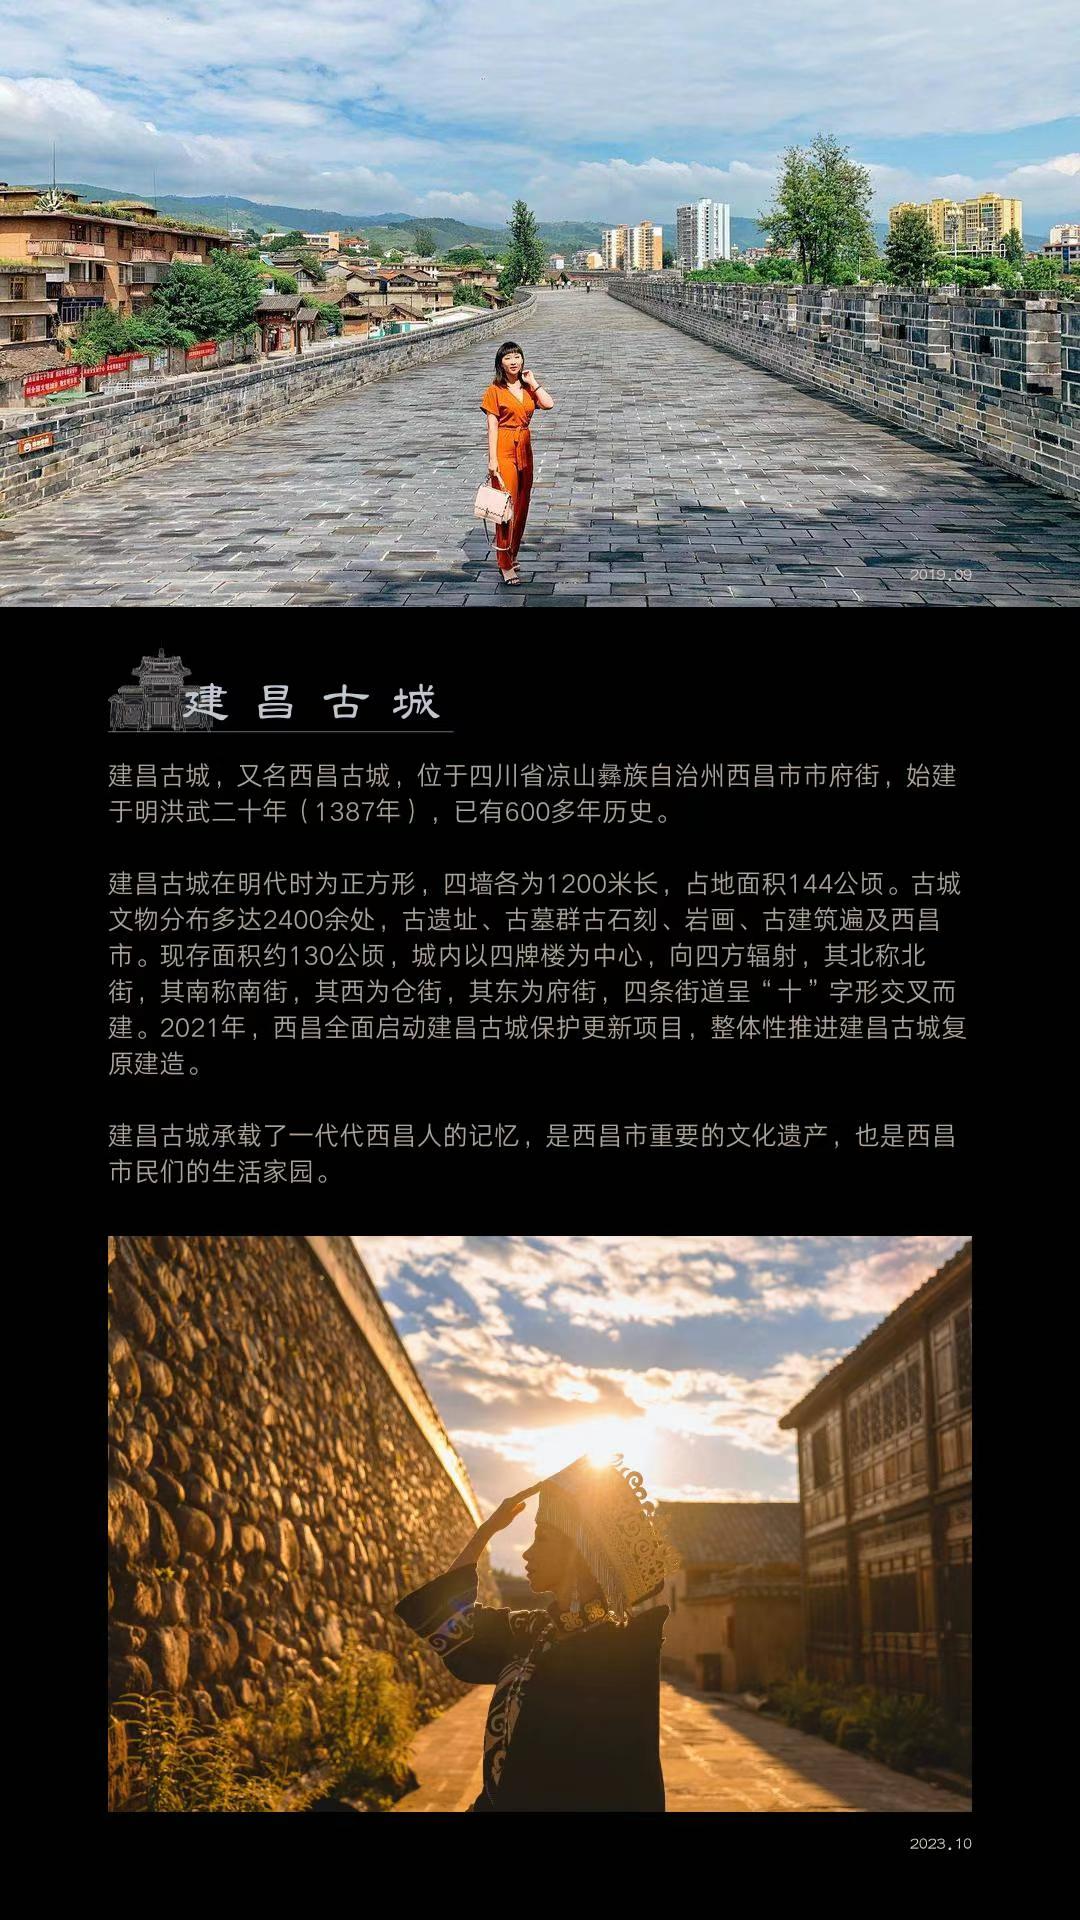 2019.09
建昌古城
建昌古城，又名西昌古城，位于四川省凉山彝族自治州西昌市市府街，始建
于明洪武二十年（1387年），已有600多年历史。
建昌古城在明代时为正方形，四墙各为1200米长，占地面积144公顷。古城
文物分布多达2400余处，古遗址、古墓群古石刻、岩画、古建筑遍及西昌
市。现存面积约130公顷，城内以四牌楼为中心，向四方辐射，其北称北
街，其南称南街，其西为仓街，其东为府街，四条街道呈“十”字形交叉而
建。2021年，西昌全面启动建昌古城保护更新项目，整体性推进建昌古城复
原建造。
建昌古城承载了一代代西昌人的记忆，是西昌市重要的文化遗产，也是西昌
市民们的生活家园。
2023.10